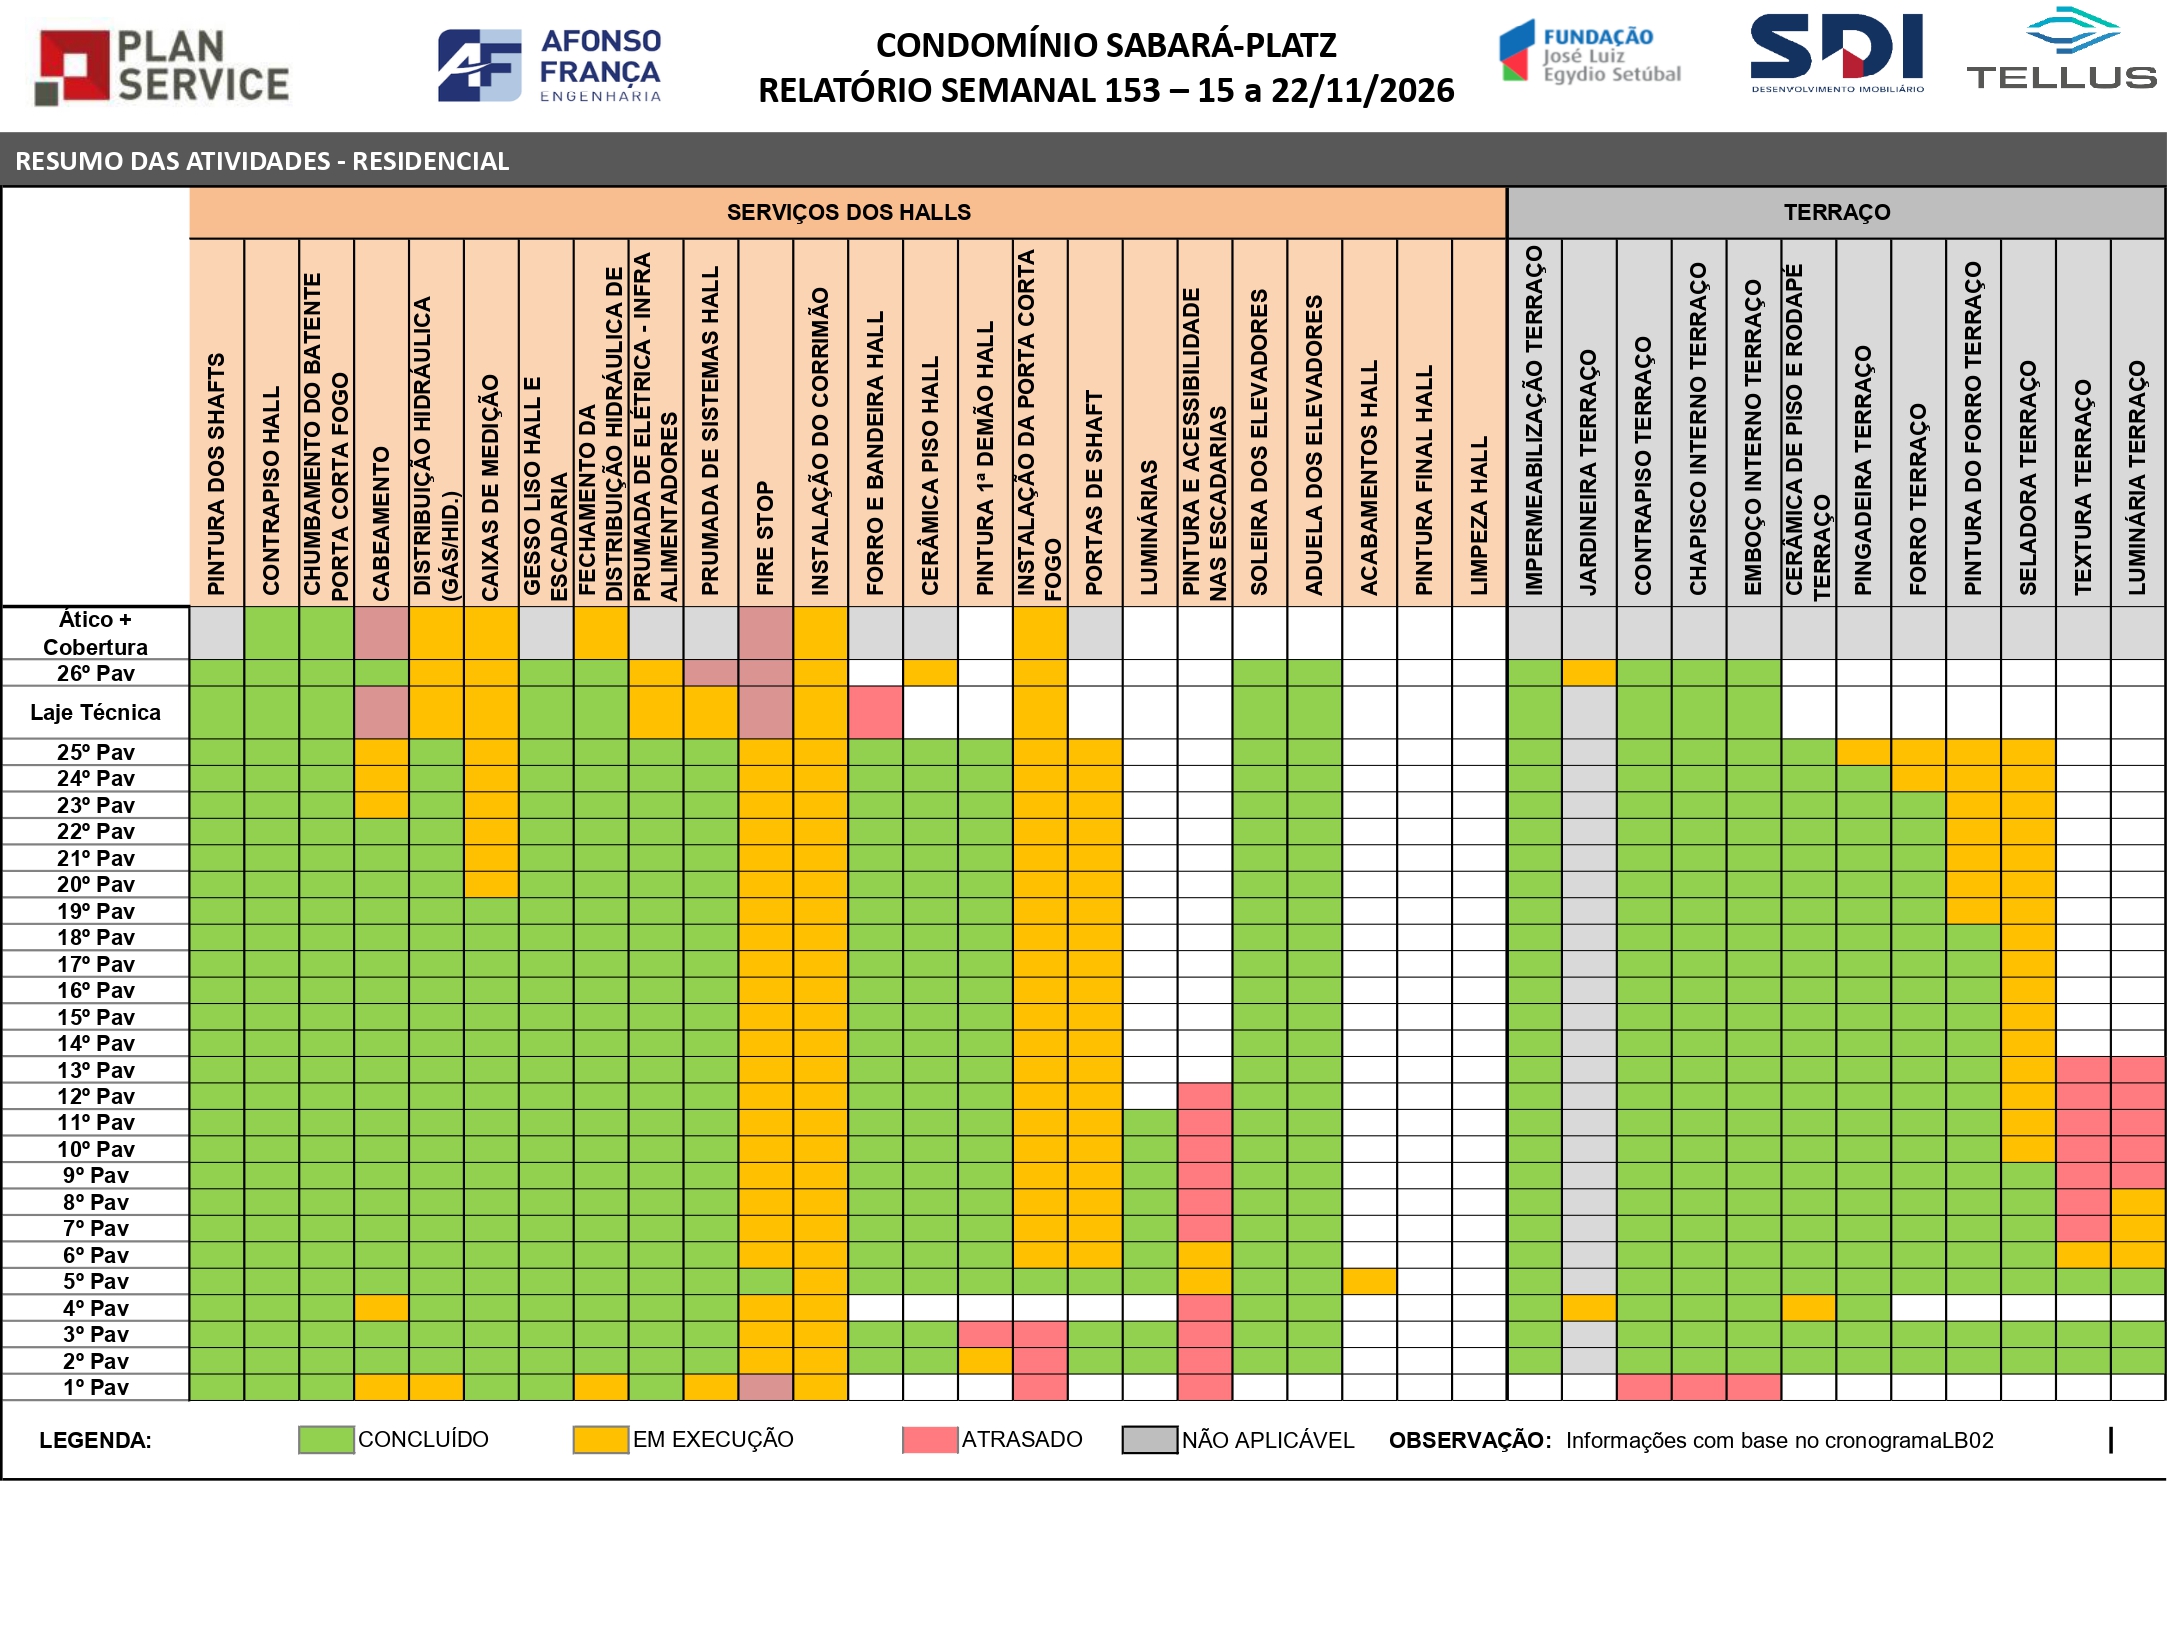 PLAN
SERVICE
AFONSO
FRANÇA
ENGENHARIA
CONDOMÍNIO SABARÁ-PLATZ
RELATÓRIO SEMANAL 153 – 15 a 22/11/2026
FUNDAÇÃO
José Luiz
Egydio Setúbal
SDI
DESENVOLVIMENTO IMOBILIÁRIO
TELLUS
RESUMO DAS ATIVIDADES - RESIDENCIAL
SERVIÇOS DOS HALLS
TERRAÇO
PINTURA DOS SHAFTS
CONTRAPISO HALL
CHUMBAMENTO DO BATENTE
PORTA CORTA FOGO
CABEAMENTO
DISTRIBUIÇÃO HIDRÁULICA
(GÁS/HID.)
CAIXAS DE MEDIÇÃO
GESSO LISO HALL E
ESCADARIA
FECHAMENTO DA
DISTRIBUIÇÃO HIDRÁULICA DE
PRUMADA DE ELÉTRICA - INFRA
ALIMENTADORES
PRUMADA DE SISTEMAS HALL
FIRE STOP
INSTALAÇÃO DO CORRIMÃO
FORRO E BANDEIRA HALL
CERÂMICA PISO HALL
PINTURA 1ª DEMÃO HALL
INSTALAÇÃO DA PORTA CORTA
FOGO
PORTAS DE SHAFT
LUMINÁRIAS
PINTURA E ACESSIBILIDADE
NAS ESCADARIAS
SOLEIRA DOS ELEVADORES
ADUELA DOS ELEVADORES
ACABAMENTOS HALL
PINTURA FINAL HALL
LIMPEZA HALL
IMPERMEABILIZAÇÃO TERRAÇO
JARDINEIRA TERRAÇO
CONTRAPISO TERRAÇO
CHAPISCO INTERNO TERRAÇO
EMBOÇO INTERNO TERRAÇO
CERÂMICA DE PISO E RODAPÉ
TERRAÇO
PINGADEIRA TERRAÇO
FORRO TERRAÇO
PINTURA DO FORRO TERRAÇO
SELADORA TERRAÇO
TEXTURA TERRAÇO
LUMINÁRIA TERRAÇO
Ático +
Cobertura
26º Pav
Laje Técnica
25º Pav
24º Pav
23º Pav
22º Pav
21º Pav
20º Pav
19º Pav
18º Pav
17º Pav
16º Pav
15º Pav
14º Pav
13º Pav
12º Pav
11º Pav
10º Pav
9º Pav
8º Pav
7º Pav
6º Pav
5º Pav
4º Pav
3º Pav
2º Pav
1º Pav
LEGENDA:
CONCLUÍDO
EM EXECUÇÃO
ATRASADO
NÃO APLICÁVEL
OBSERVAÇÃO: Informações com base no cronogramaLB02